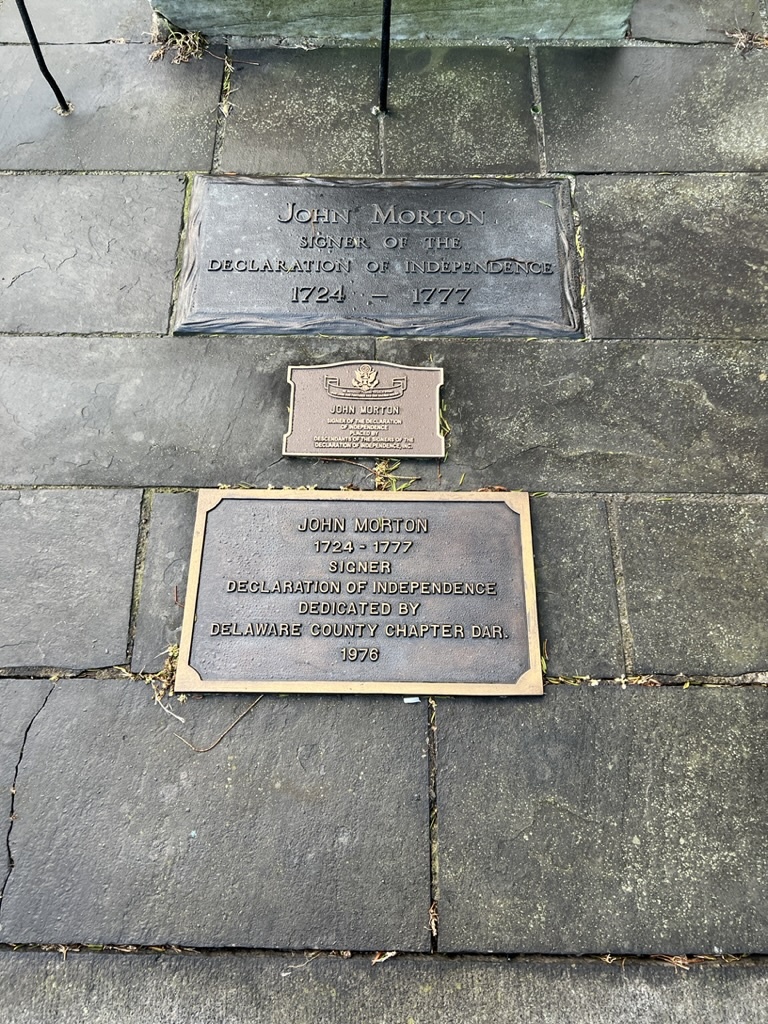 JOHN MORTON
SIGNER OF THE
DECLARATION OF INDEPENDENCE
1724 – 1777
JOHN MORTON
SIGNER OF THE DECLARATION
OF INDEPENDENCE
PLACED BY
DESCENDANTS OF THE SIGNERS OF THE
DECLARATION OF INDEPENDENCE, INC.
JOHN MORTON
1724 - 1777
SIGNER
DECLARATION OF INDEPENDENCE
DEDICATED BY
DELAWARE COUNTY CHAPTER DAR.
1976